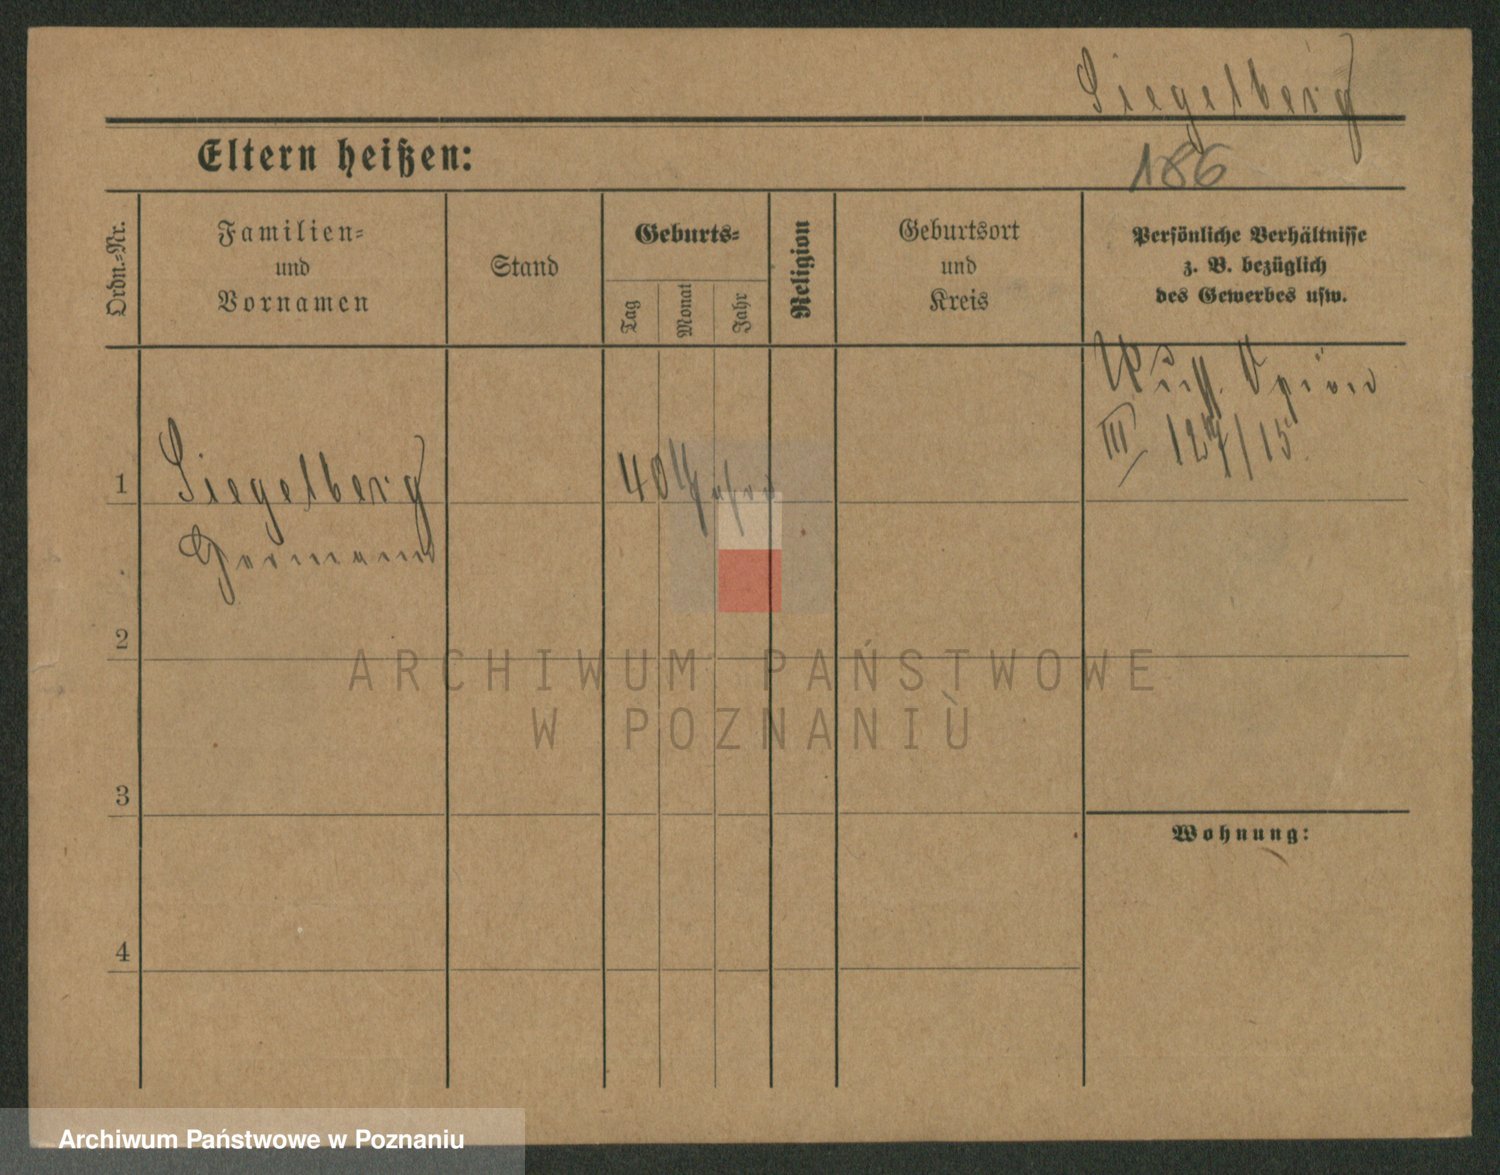 Siegelberg
Eltern heißen:
186
Ordn.-Nr.
Familien-
und
Vornamen
Stand
Geburts-
Tag
Monat
Jahr
Religion
Geburtsort
und
Kreis
Persönliche Verhältnisse
z. B. bezüglich
des Gewerbes usw.
III 127/15.
1
Siegelberg
40 Jahre
Hermann
2
3
4
Wohnung:
ARCHIWUM PAŃSTWOWE
W POZNANIU
Archiwum Państwowe w Poznaniu